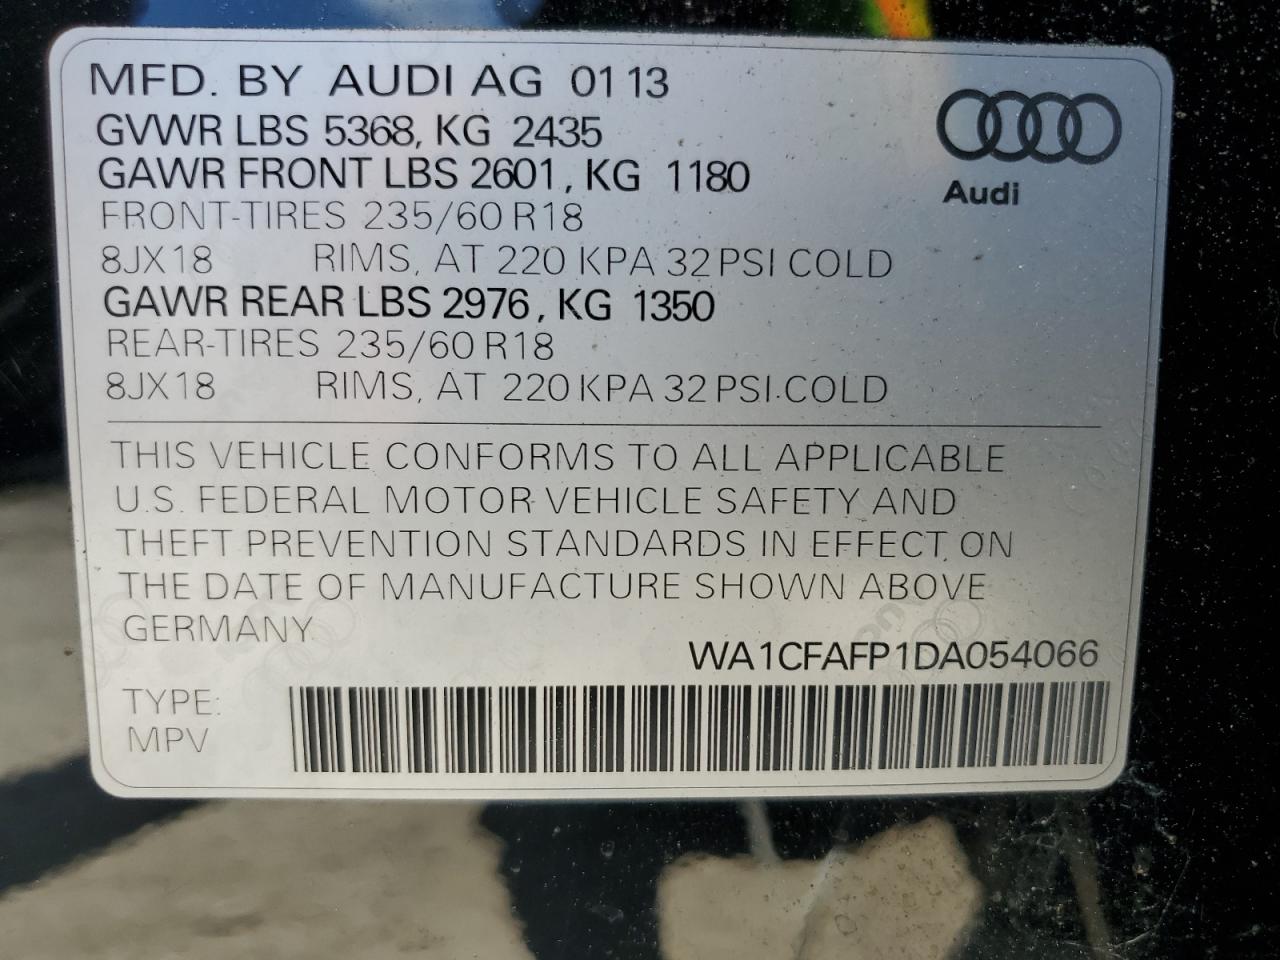 MFD. BY AUDI AG 01 13
GVWR LBS 5368, KG 2435
GAWR FRONT LBS 2601, KG 1180
FRONT-TIRES 235/60 R18
8JX18 RIMS, AT 220 KPA 32 PSI COLD
GAWR REAR LBS 2976, KG 1350
REAR-TIRES 235/60 R18
8JX18 RIMS, AT 220 KPA 32 PSI COLD
Audi
THIS VEHICLE CONFORMS TO ALL APPLICABLE
U.S. FEDERAL MOTOR VEHICLE SAFETY AND
THEFT PREVENTION STANDARDS IN EFFECT ON
THE DATE OF MANUFACTURE SHOWN ABOVE
GERMANY
WA1CFAFP1DA054066
TYPE:
MPV